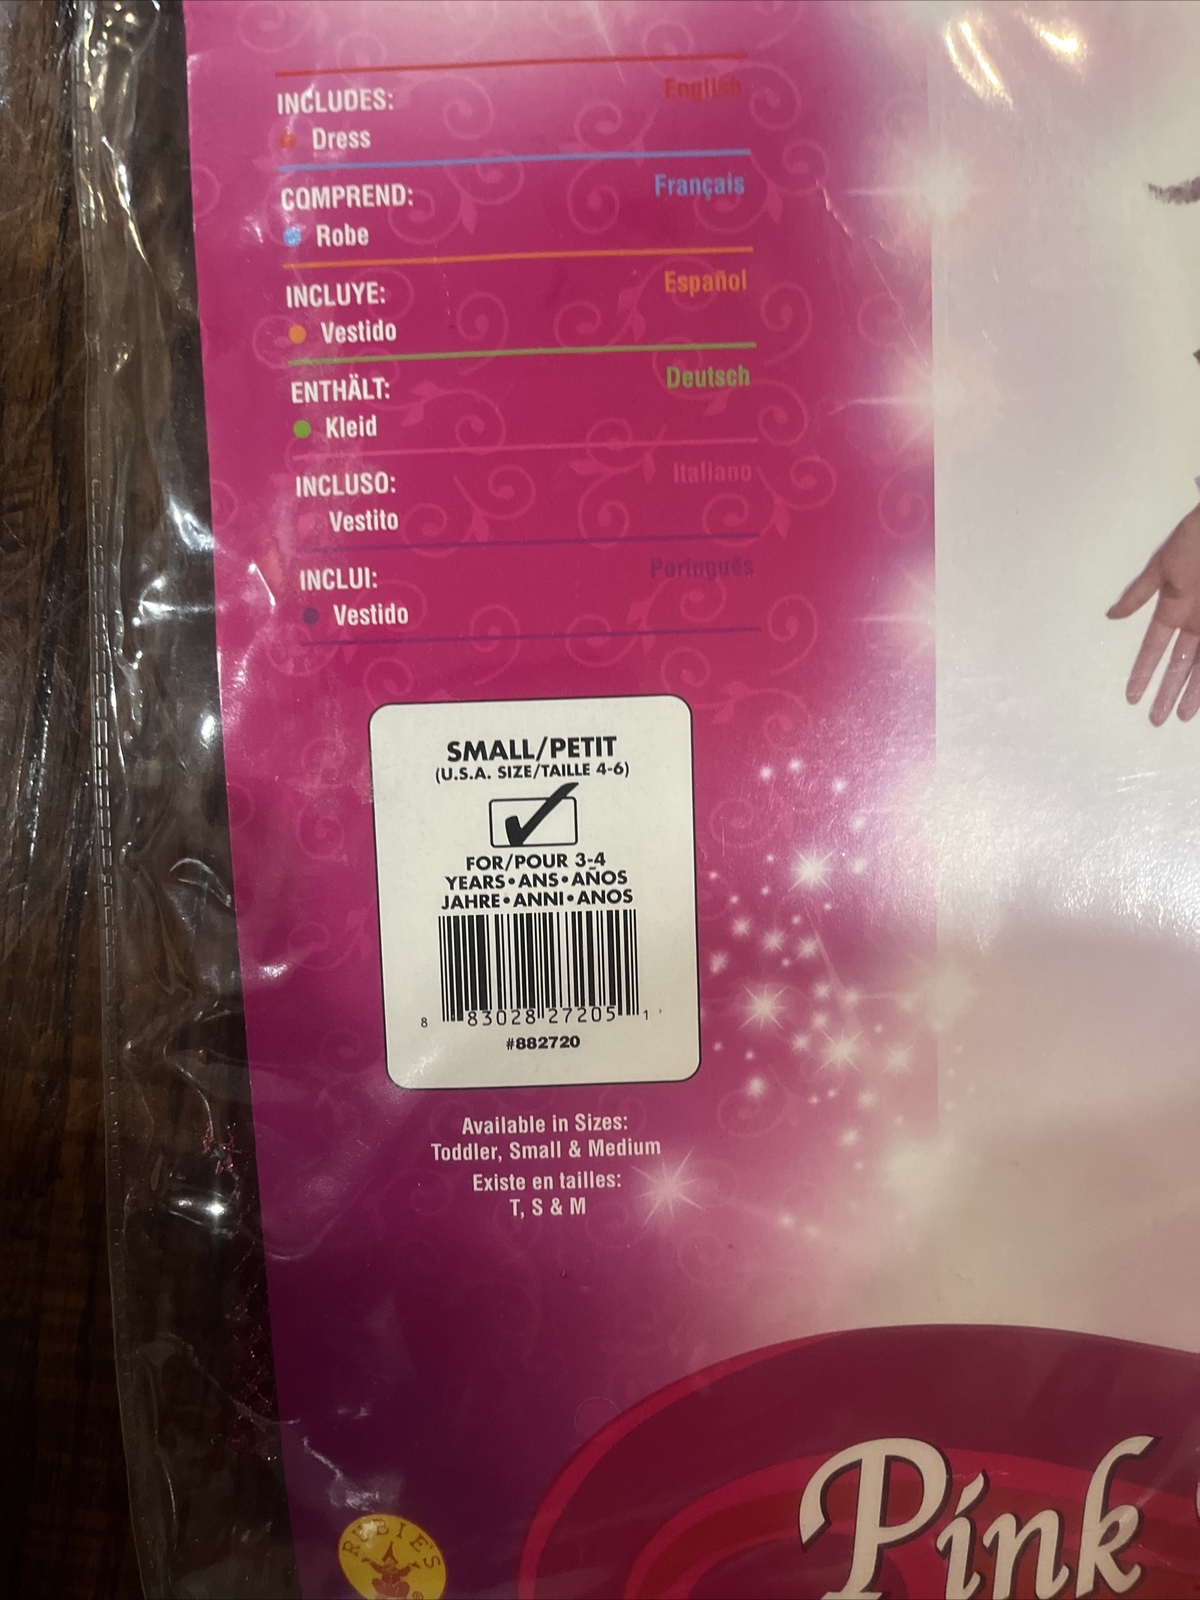 English
INCLUDES:
Dress
Français
COMPREND:
Robe
Español
INCLUYE:
Vestido
Deutsch
ENTHÄLT:
Kleid
Italiano
INCLUSO:
Vestito
Português
INCLUI:
Vestido
SMALL/PETIT
(U.S.A. SIZE/TAILLE 4-6)
FOR/POUR 3-4
YEARS•ANS•AÑOS
JAHRE•ANNI•ANOS
8 83028 27205 1
#882720
Available in Sizes:
Toddler, Small & Medium
Existe en tailles:
T, S & M
Pink
RUBIE'S